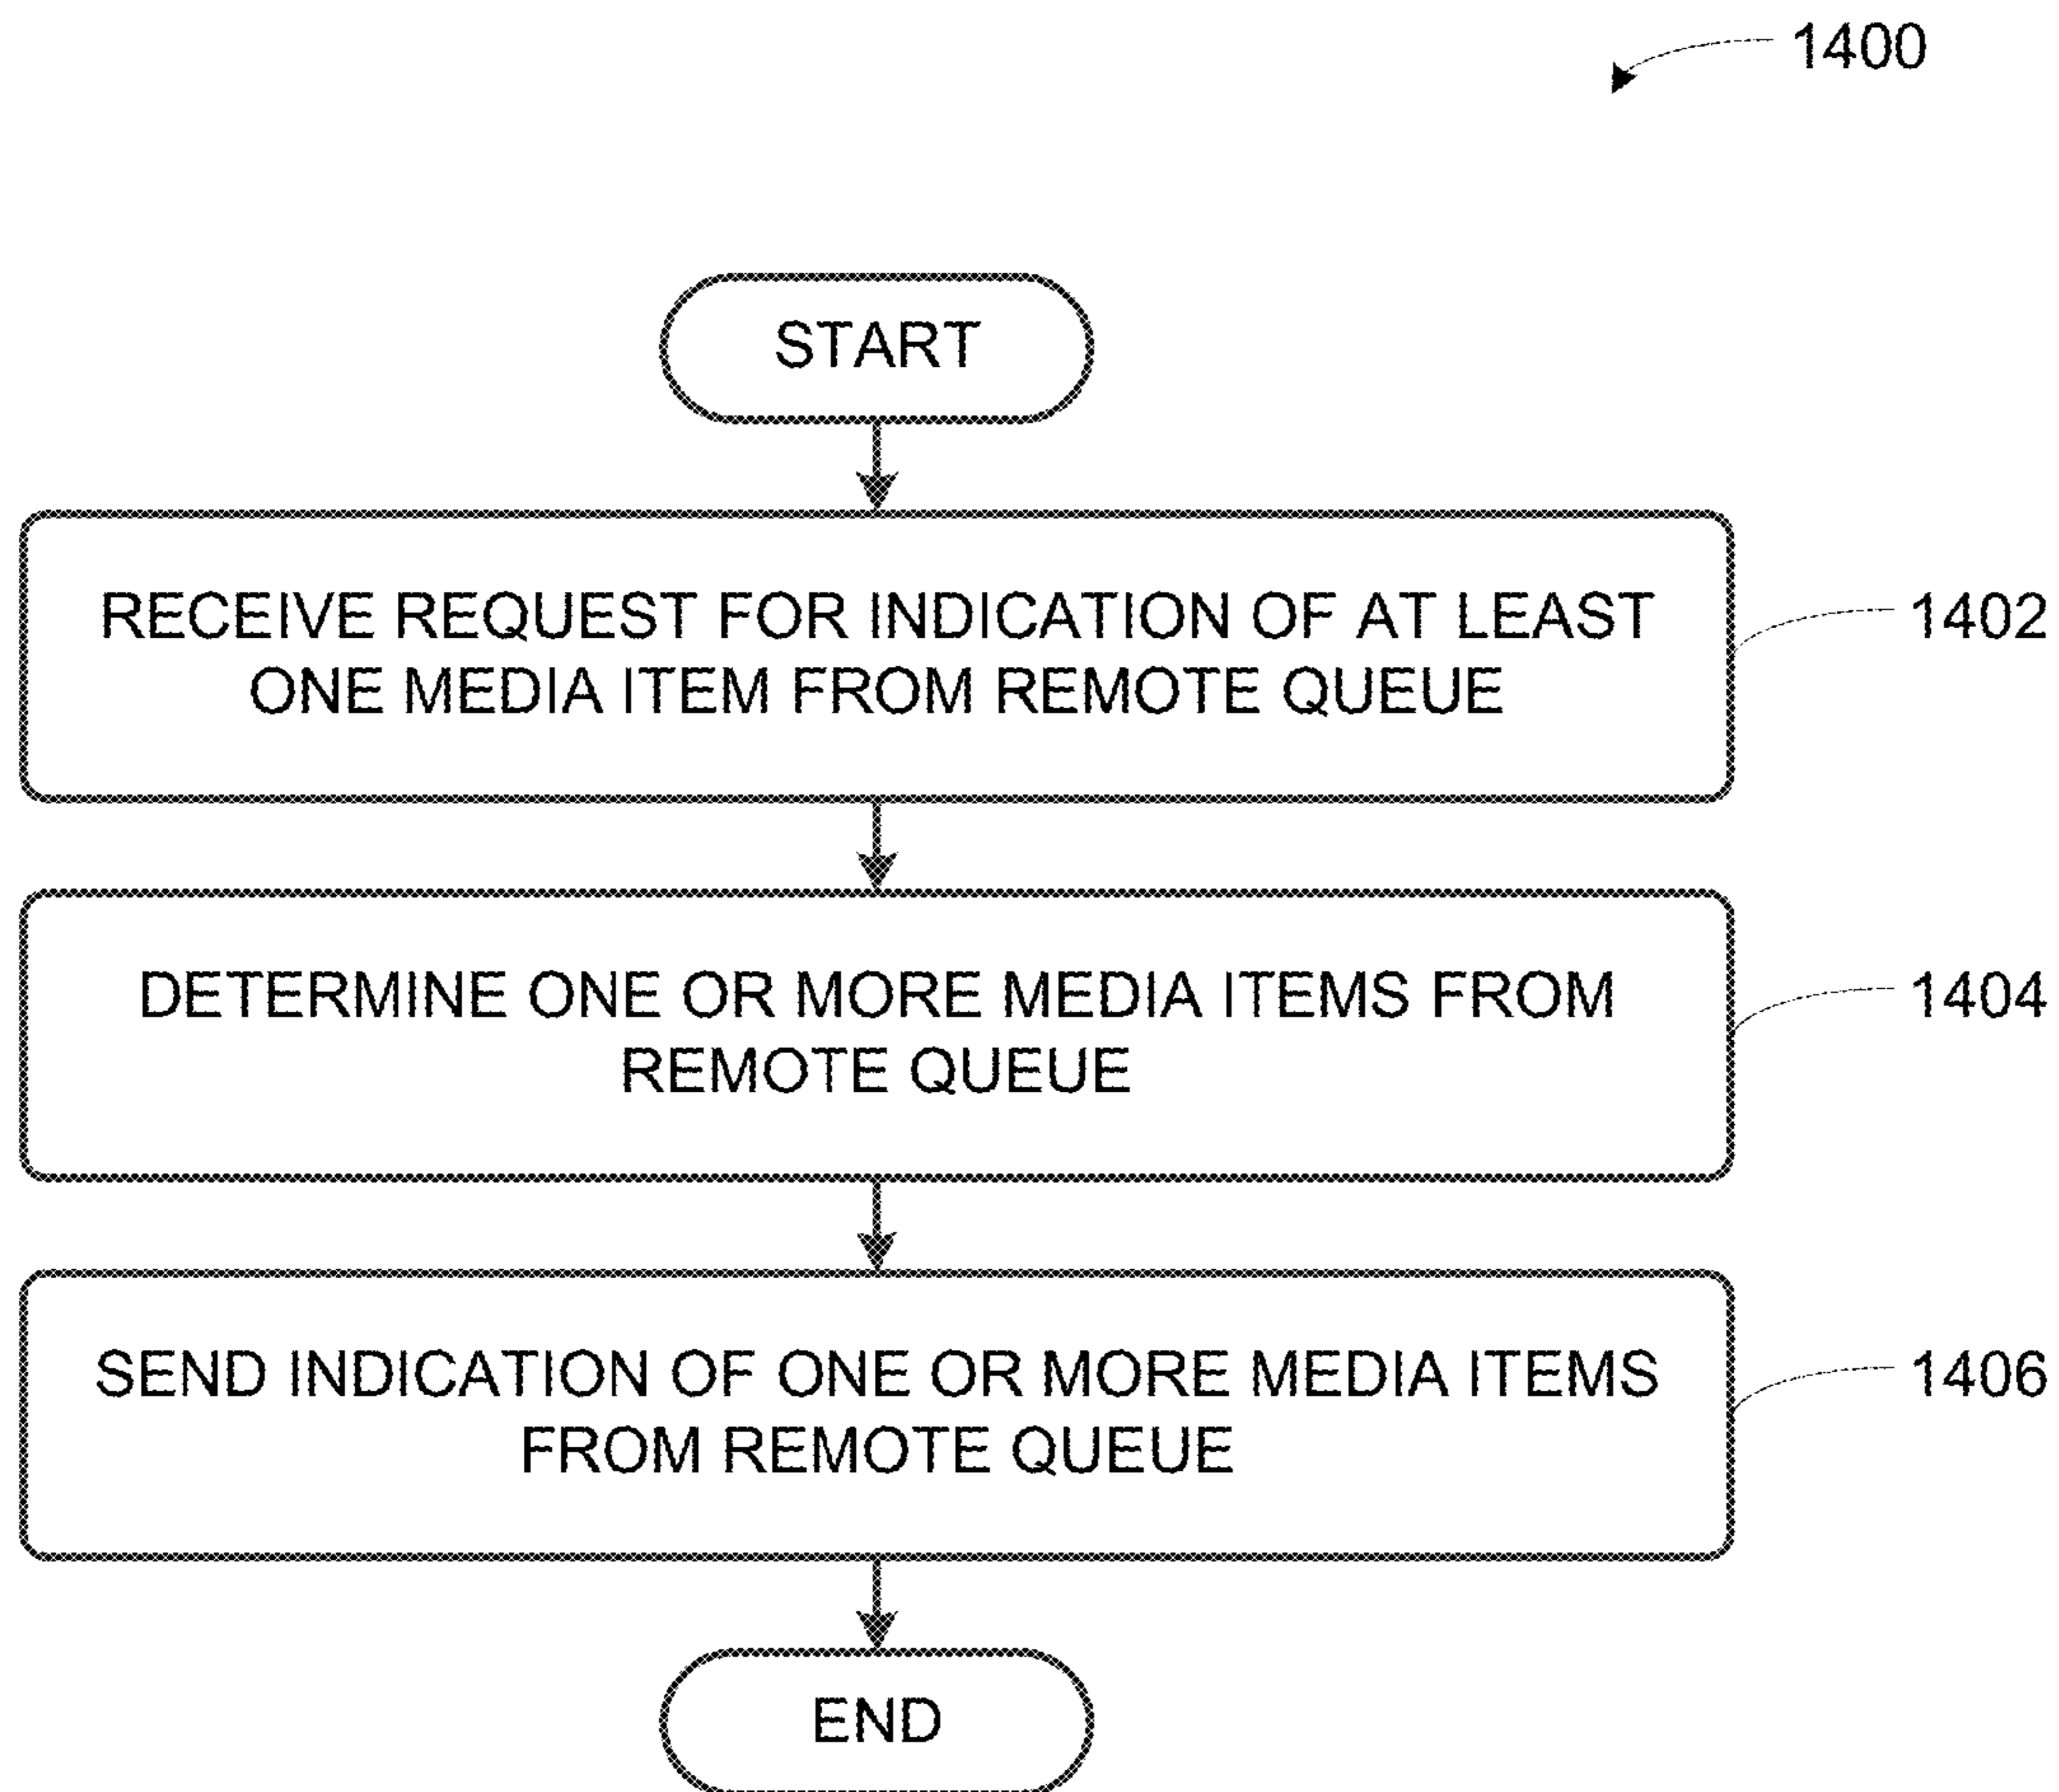 1400
START
RECEIVE REQUEST FOR INDICATION OF AT LEAST
ONE MEDIA ITEM FROM REMOTE QUEUE
1402
DETERMINE ONE OR MORE MEDIA ITEMS FROM
REMOTE QUEUE
1404
SEND INDICATION OF ONE OR MORE MEDIA ITEMS
FROM REMOTE QUEUE
1406
END